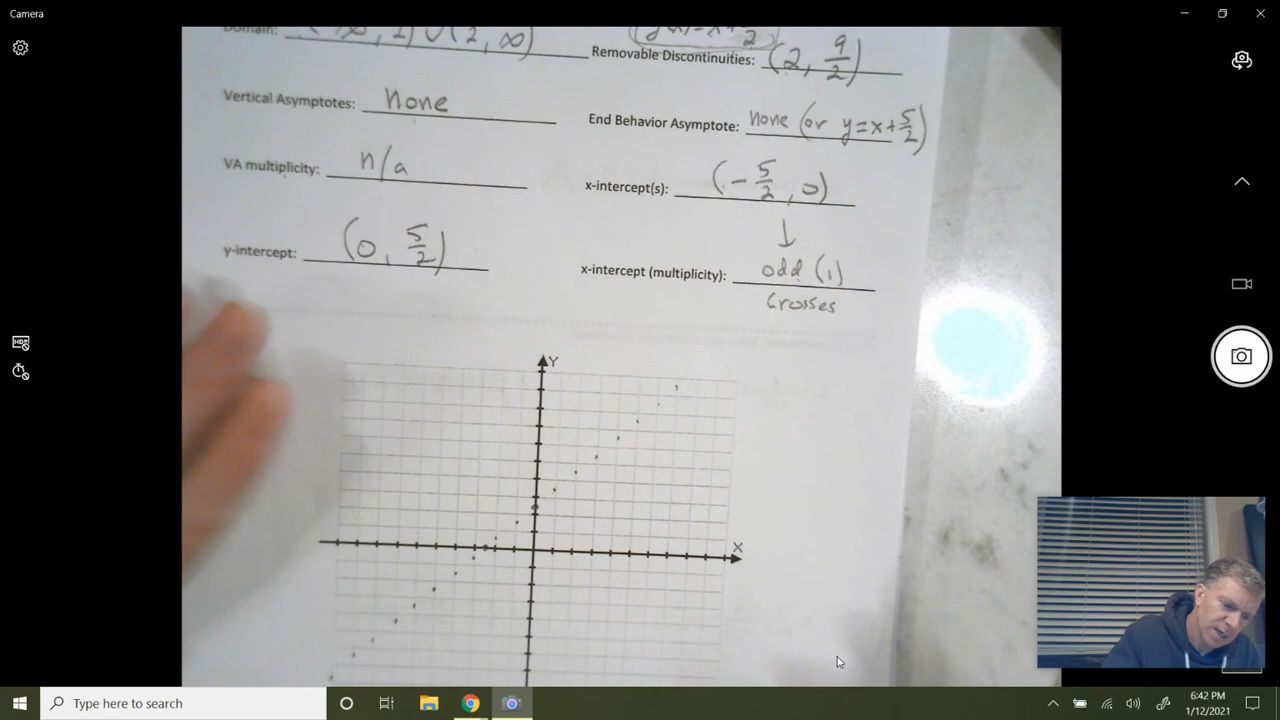 Camera
Domain: (-∞, 2) ∪ (2, ∞)
Removable Discontinuities: (2, 9/2)
Vertical Asymptotes: none
End Behavior Asymptote: none (or y=x+5/2)
VA multiplicity: n/a
x-intercept(s): (-5/2, 0)
y-intercept: (0, 5/2)
x-intercept (multiplicity): odd (1)
Crosses
Y
X
Type here to search
6:42 PM
1/12/2021